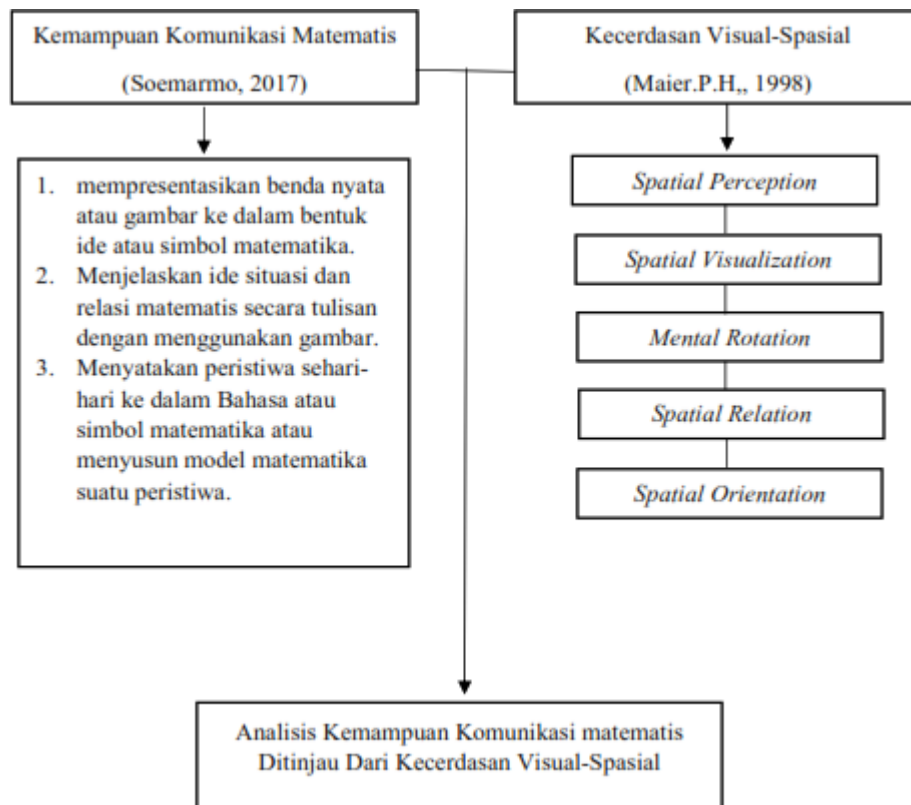 Kemampuan Komunikasi Matematis
(Soemarmo, 2017)
Kecerdasan Visual-Spasial
(Maier.P.H,, 1998)
1. mempresentasikan benda nyata
atau gambar ke dalam bentuk
ide atau simbol matematika.
2. Menjelaskan ide situasi dan
relasi matematis secara tulisan
dengan menggunakan gambar.
3. Menyatakan peristiwa sehari-
hari ke dalam Bahasa atau
simbol matematika atau
menyusun model matematika
suatu peristiwa.
Spatial Perception
Spatial Visualization
Mental Rotation
Spatial Relation
Spatial Orientation
Analisis Kemampuan Komunikasi matematis
Ditinjau Dari Kecerdasan Visual-Spasial